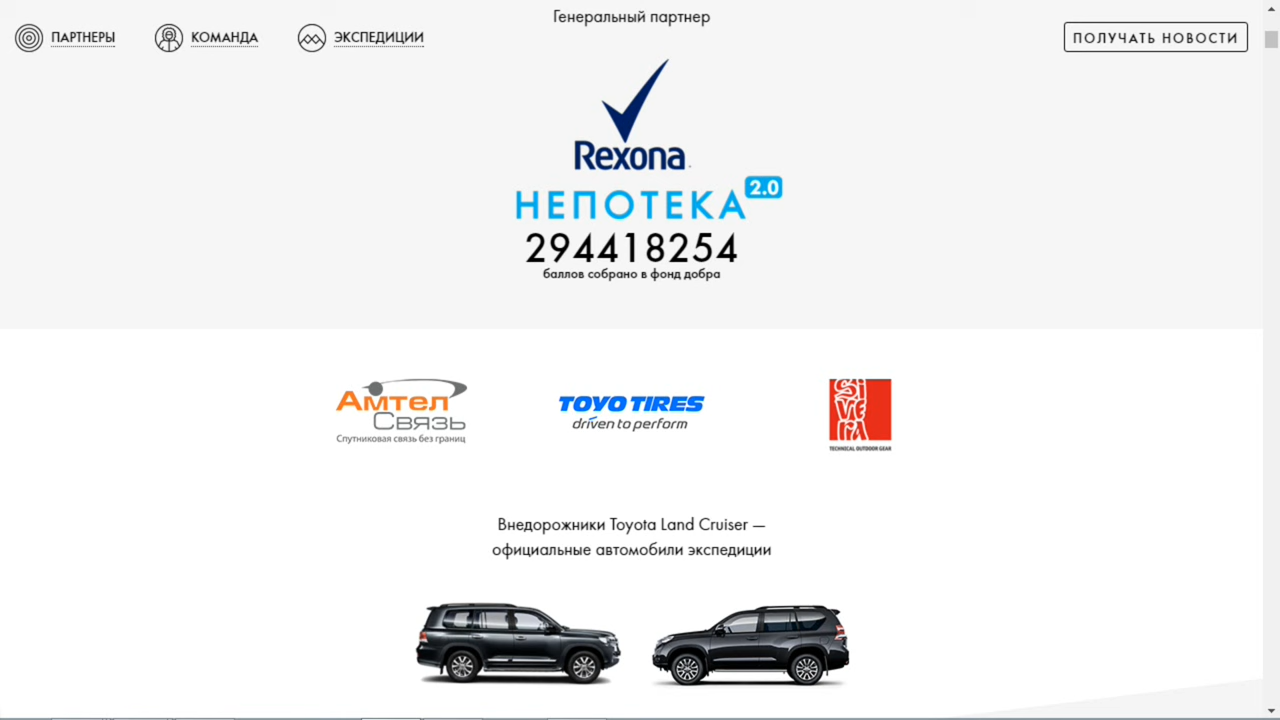 Генеральный партнер
ПАРТНЕРЫ
КОМАНДА
ЭКСПЕДИЦИИ
ПОЛУЧАТЬ НОВОСТИ
Rexona
НЕПОТЕКА 2.0
294418254
баллов собрано в фонд добра
Амтел
Связь
Спутниковая связь без границ
TOYO TIRES
driven to perform
SiVERA
TECHNICAL OUTDOOR GEAR
Внедорожники Toyota Land Cruiser —
официальные автомобили экспедиции